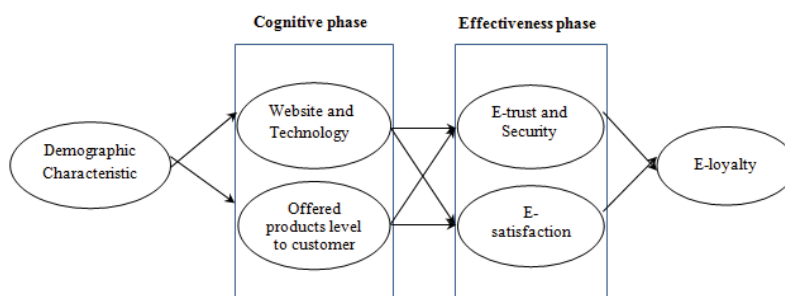 Cognitive phase
Effectiveness phase
Demographic
Characteristic
Website and
Technology
Offered
products level
to customer
E-trust and
Security
E-
satisfaction
E-loyalty